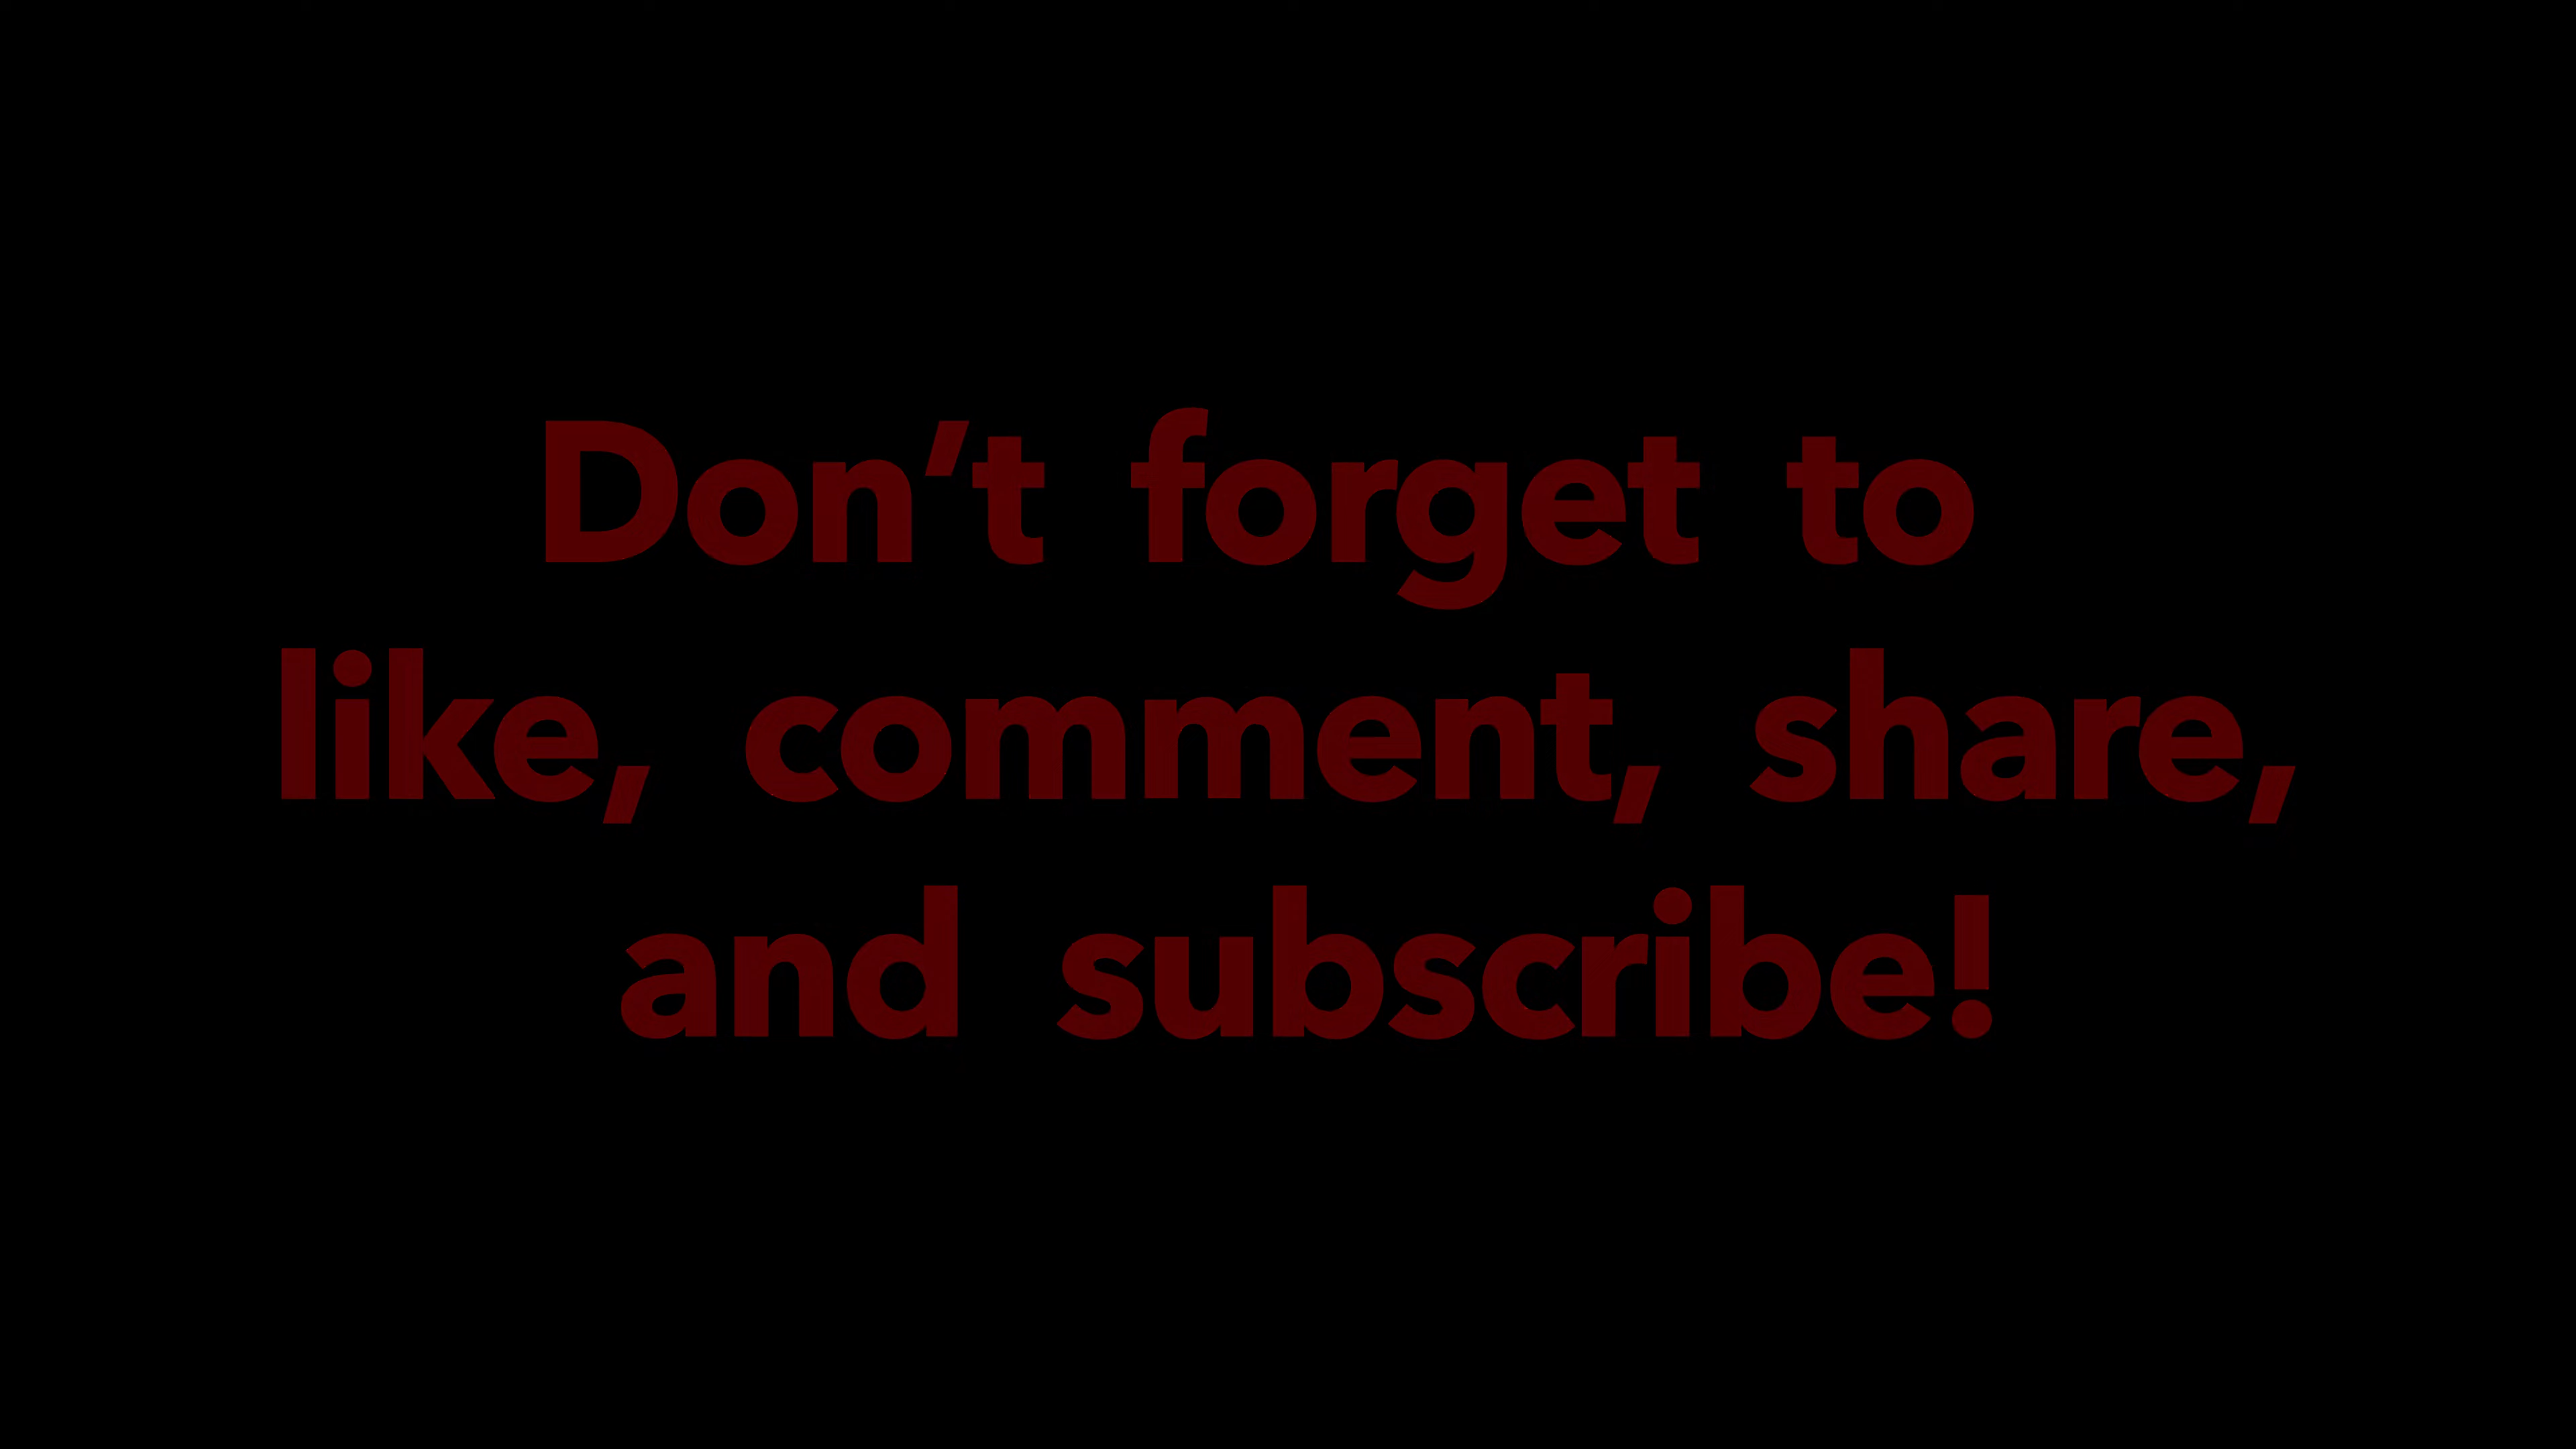 Don’t forget to
like, comment, share,
and subscribe!